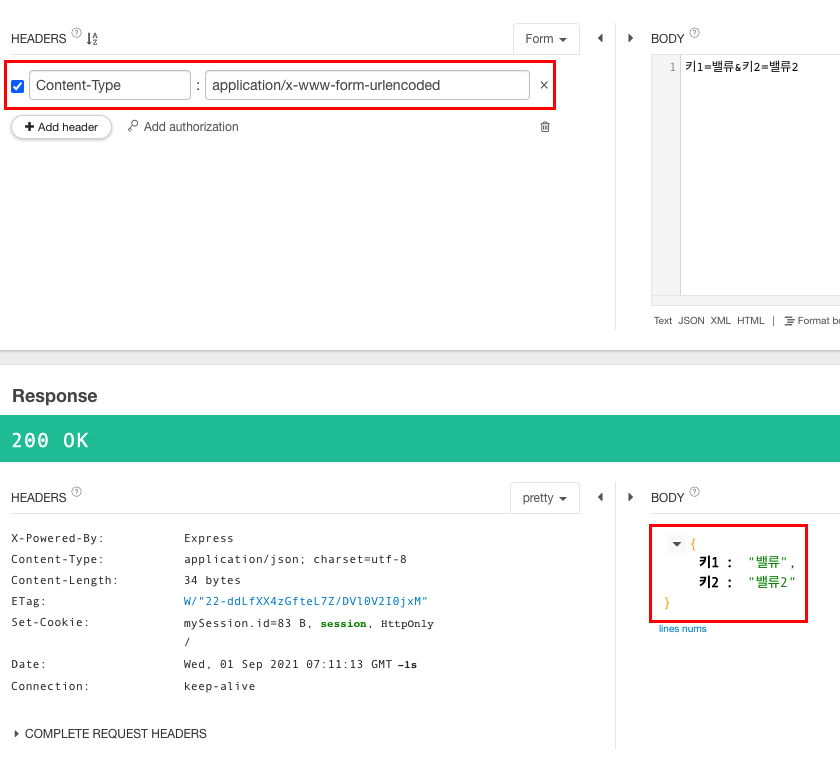 HEADERS ?
Form
BODY ?
Content-Type : application/x-www-form-urlencoded ×
1 키1=밸류&키2=밸류2
+ Add header
Add authorization
Text JSON XML HTML | Format bo
Response
200 OK
HEADERS ?
pretty
BODY ?
X-Powered-By: Express
Content-Type: application/json; charset=utf-8
Content-Length: 34 bytes
ETag: W/"22-ddLfXX4zGfteL7Z/DVl0V2I0jxM"
Set-Cookie: mySession.id=83 B, session, HttpOnly
/
Date: Wed, 01 Sep 2021 07:11:13 GMT -1s
Connection: keep-alive
{
키1 : "밸류",
키2 : "밸류2"
}
lines nums
COMPLETE REQUEST HEADERS